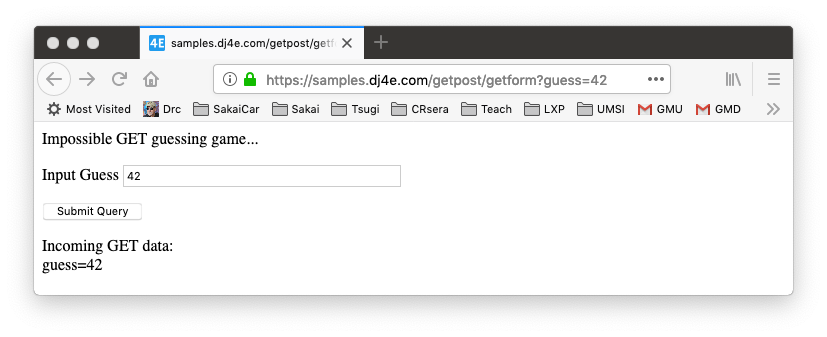 4E samples.dj4e.com/getpost/getf
https://samples.dj4e.com/getpost/getform?guess=42
Most Visited Drc SakaiCar Sakai Tsugi CRsera Teach LXP UMSI GMU GMD
Impossible GET guessing game...
Input Guess 42
Submit Query
Incoming GET data:
guess=42